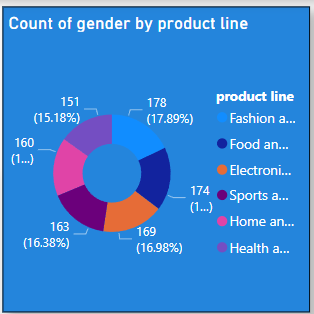 Count of gender by product line
151
(15.18%)
178
(17.89%)
160
(1...)
174
(1...)
163
(16.38%)
169
(16.98%)
product line
Fashion a...
Food an...
Electroni...
Sports a...
Home an...
Health a...